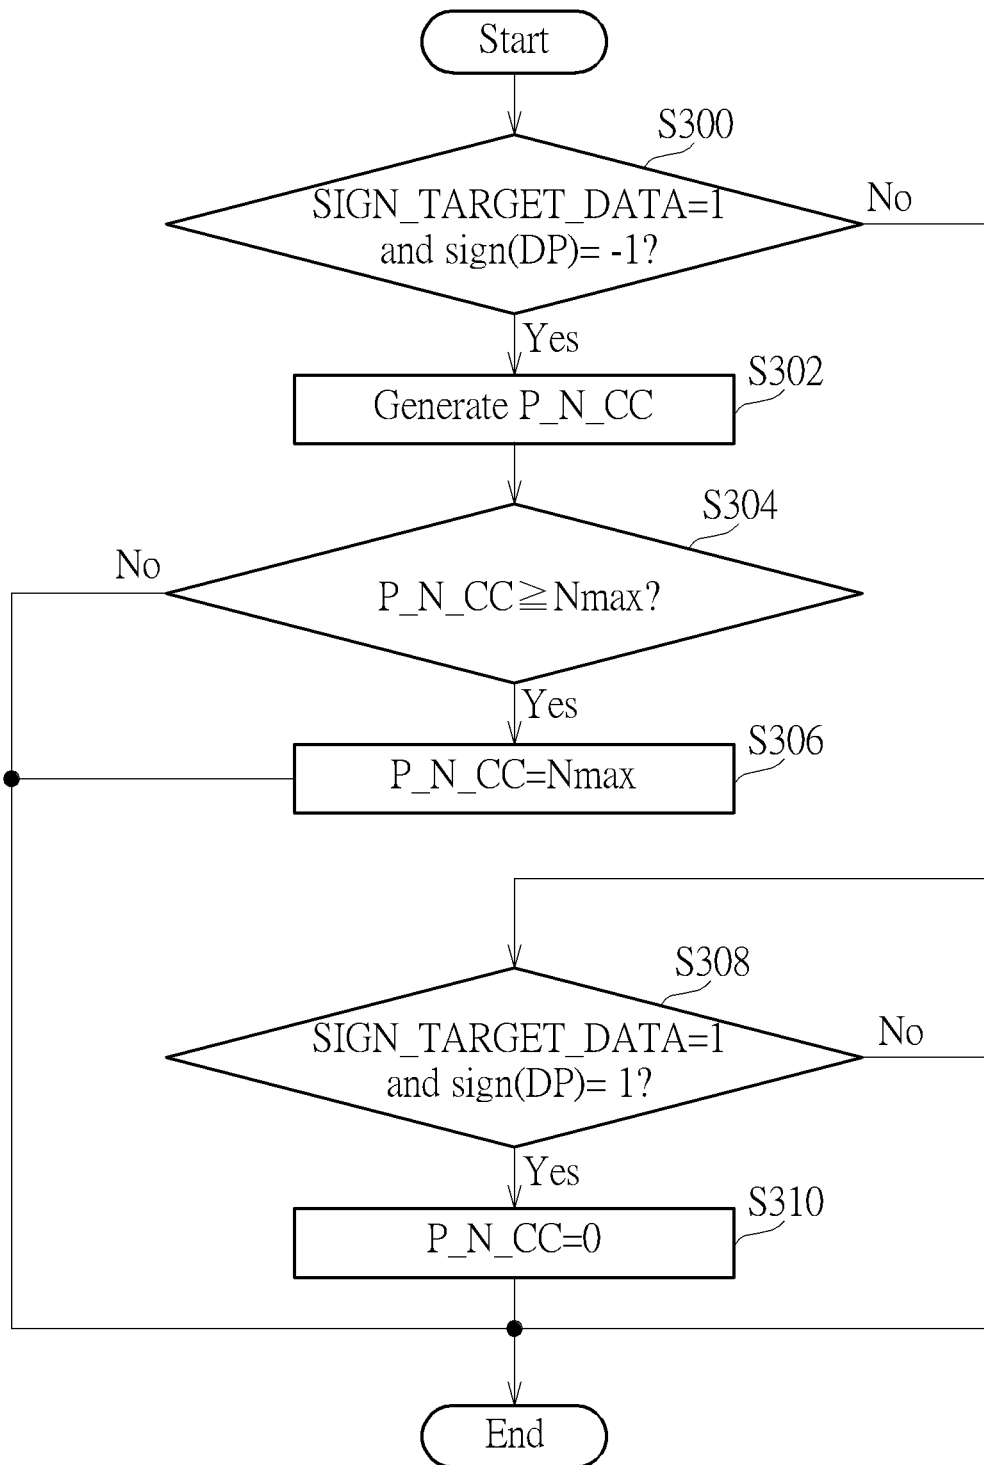 Start
S300
SIGN_TARGET_DATA=1
and sign(DP)= -1?
No
Yes
S302
Generate P_N_CC
S304
No
P_N_CC≧Nmax?
Yes
S306
P_N_CC=Nmax
S308
SIGN_TARGET_DATA=1
and sign(DP)= 1?
No
Yes
S310
P_N_CC=0
End